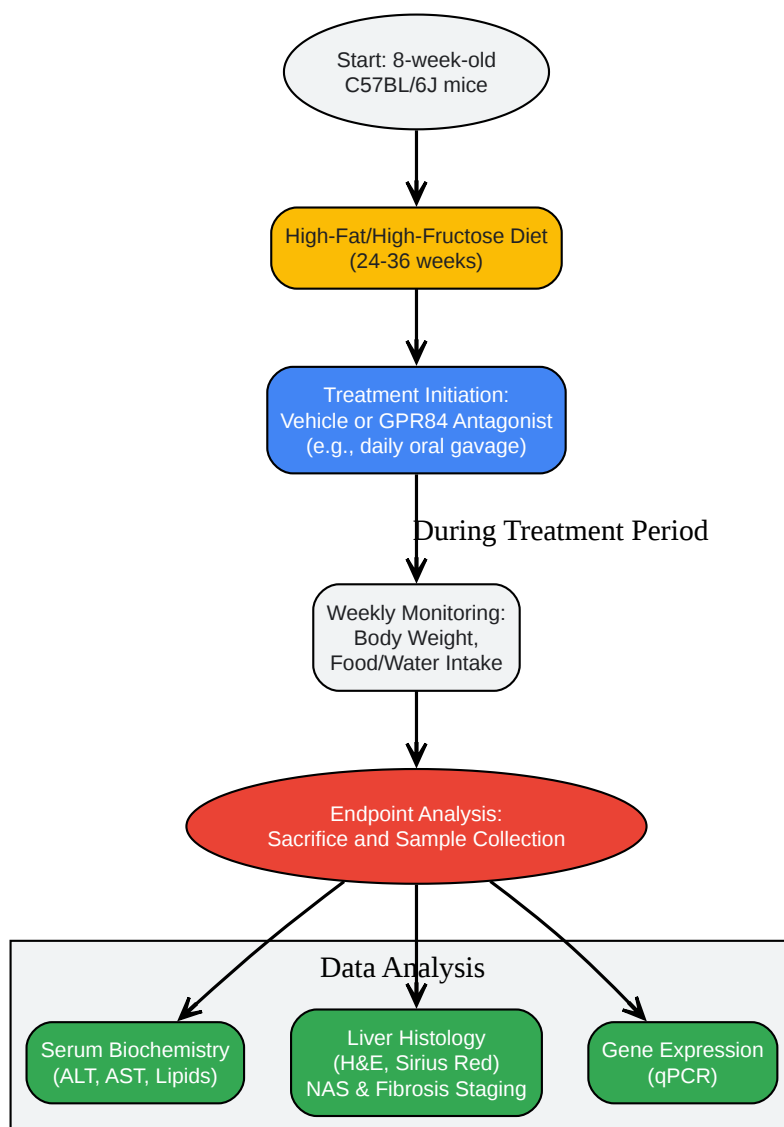 Start: 8-week-old
C57BL/6J mice
High-Fat/High-Fructose Diet
(24-36 weeks)
Treatment Initiation:
Vehicle or GPR84 Antagonist
(e.g., daily oral gavage)
During Treatment Period
Weekly Monitoring:
Body Weight,
Food/Water Intake
Endpoint Analysis:
Sacrifice and Sample Collection
Data Analysis
Serum Biochemistry
(ALT, AST, Lipids)
Liver Histology
(H&E, Sirius Red)
NAS & Fibrosis Staging
Gene Expression
(qPCR)